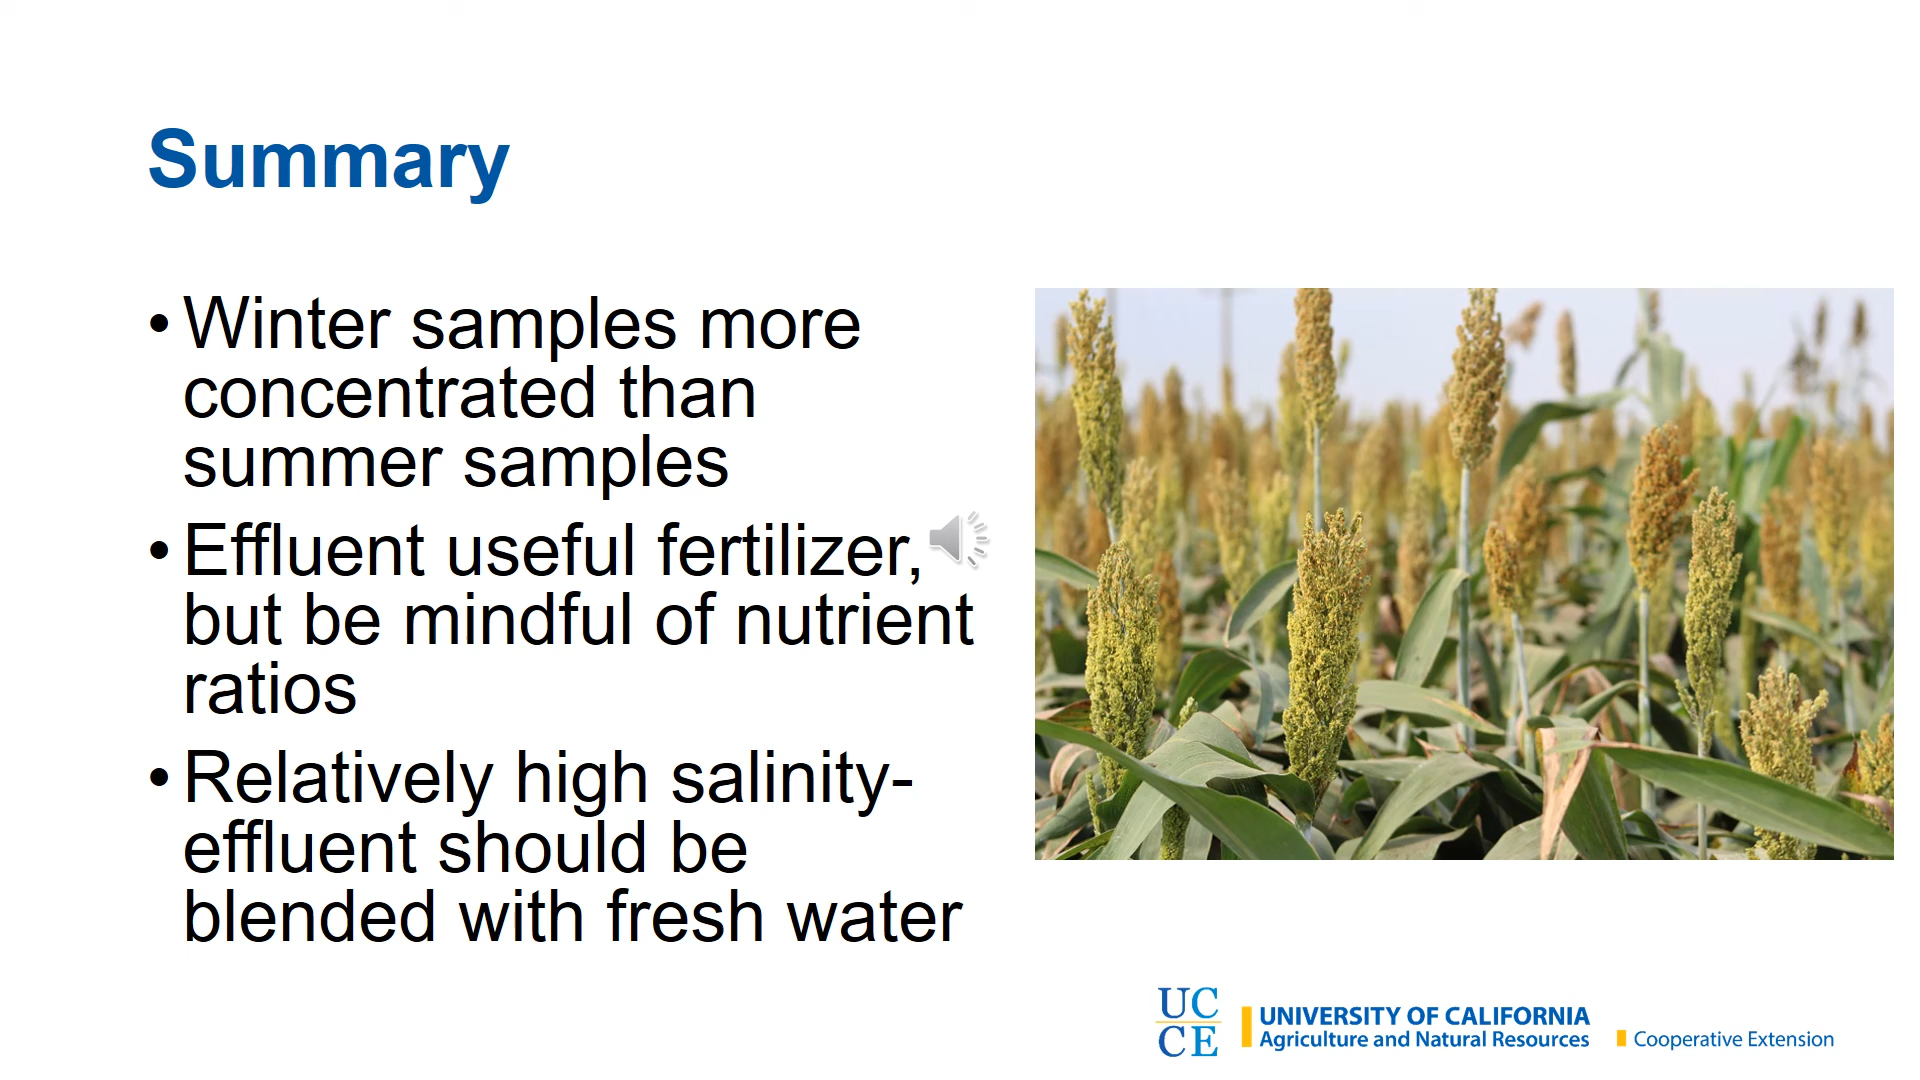 Summary
• Winter samples more
concentrated than
summer samples
• Effluent useful fertilizer,
but be mindful of nutrient
ratios
• Relatively high salinity-
effluent should be
blended with fresh water
UC
CE
UNIVERSITY OF CALIFORNIA
Agriculture and Natural Resources
Cooperative Extension